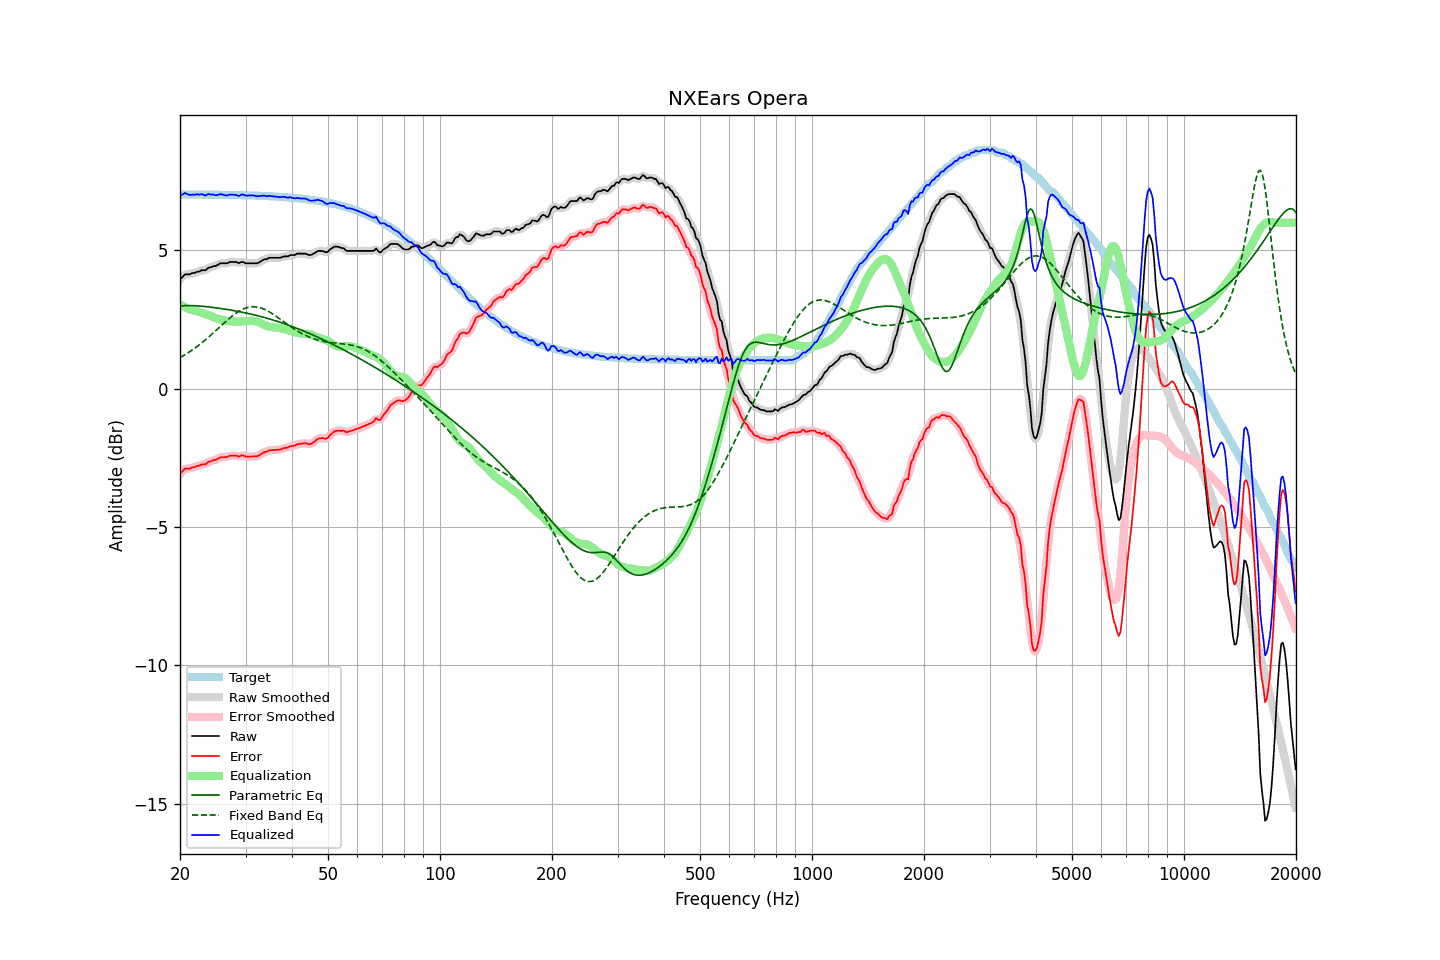 NXEars Opera
Amplitude (dBr)
5
0
−5
−10
−15
Target
Raw Smoothed
Error Smoothed
Raw
Error
Equalization
Parametric Eq
Fixed Band Eq
Equalized
20 50 100 200 500 1000 2000 5000 10000 20000
Frequency (Hz)